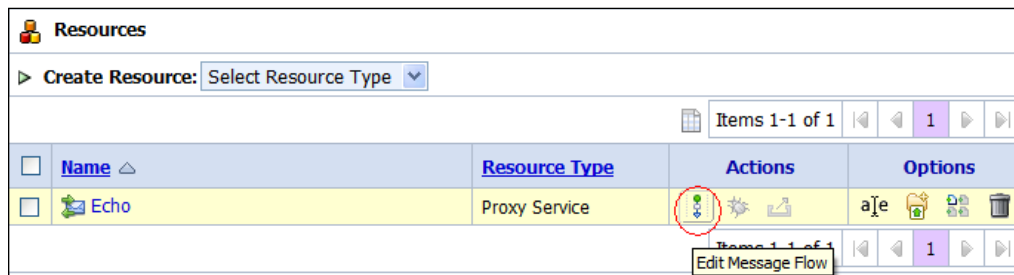 Resources
Create Resource: Select Resource Type
Items 1-1 of 1 1
Name Resource Type Actions Options
Echo Proxy Service
Items 1-1 of 1 1
Edit Message Flow